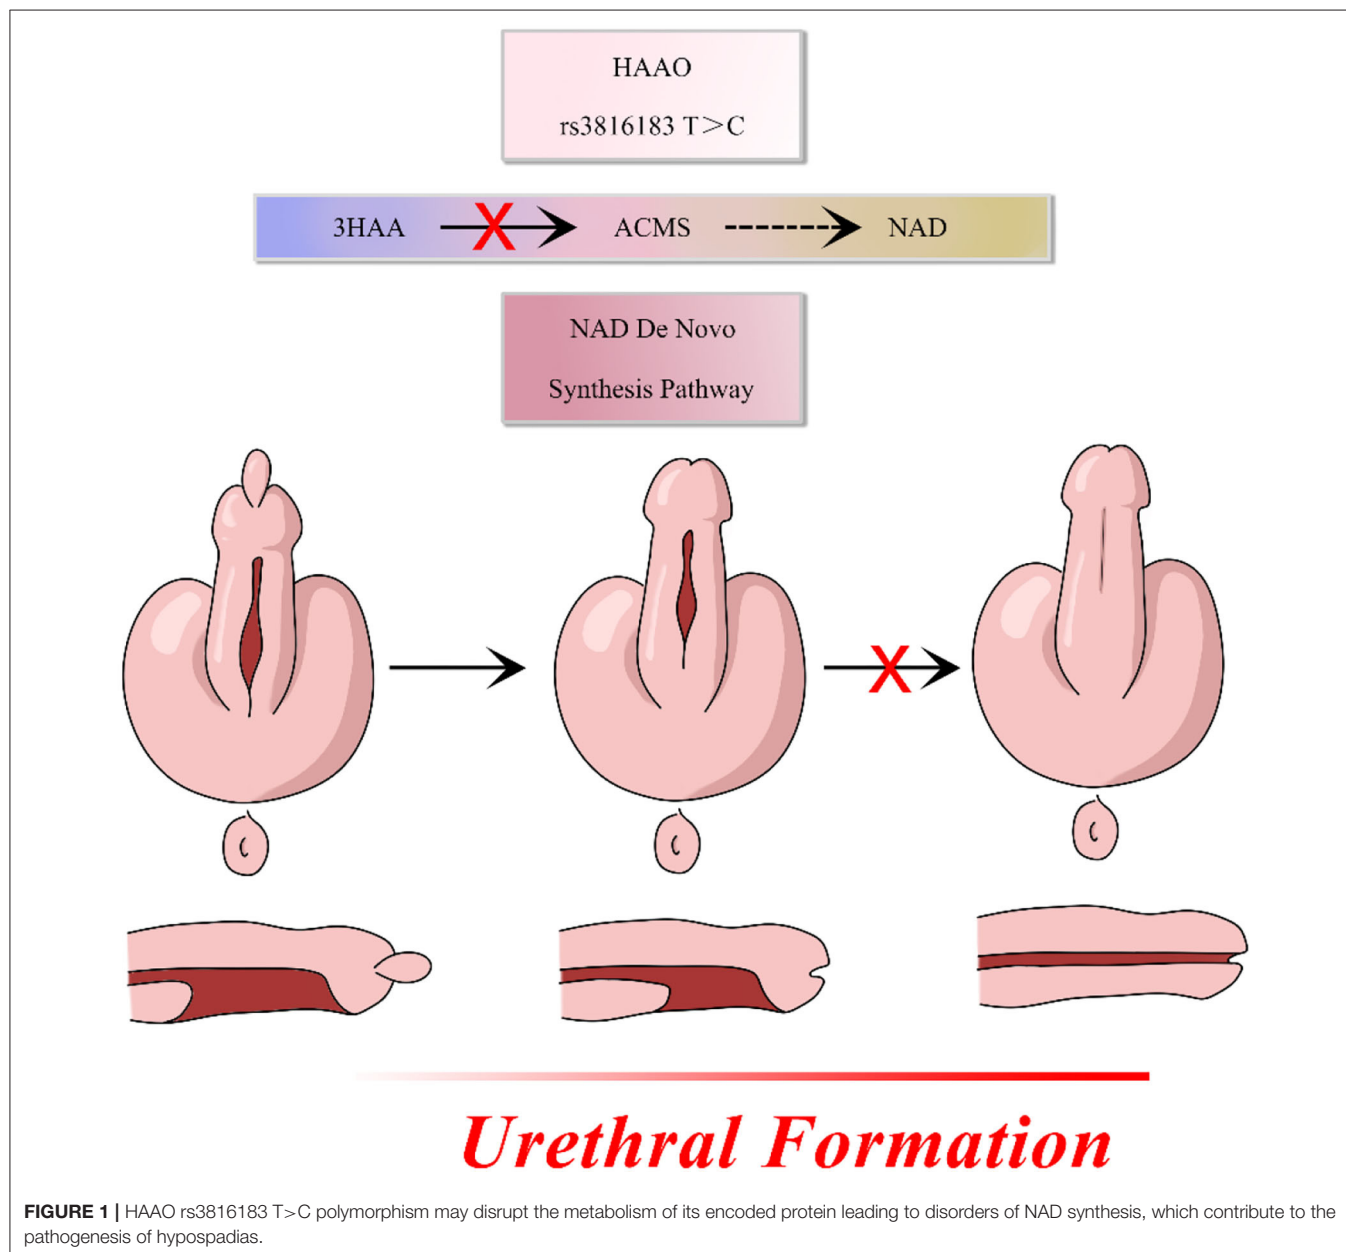 HAAO
rs3816183 T>C
3HAA ACMS NAD
NAD De Novo
Synthesis Pathway
Urethral Formation
FIGURE 1 | HAAO rs3816183 T>C polymorphism may disrupt the metabolism of its encoded protein leading to disorders of NAD synthesis, which contribute to the
pathogenesis of hypospadias.